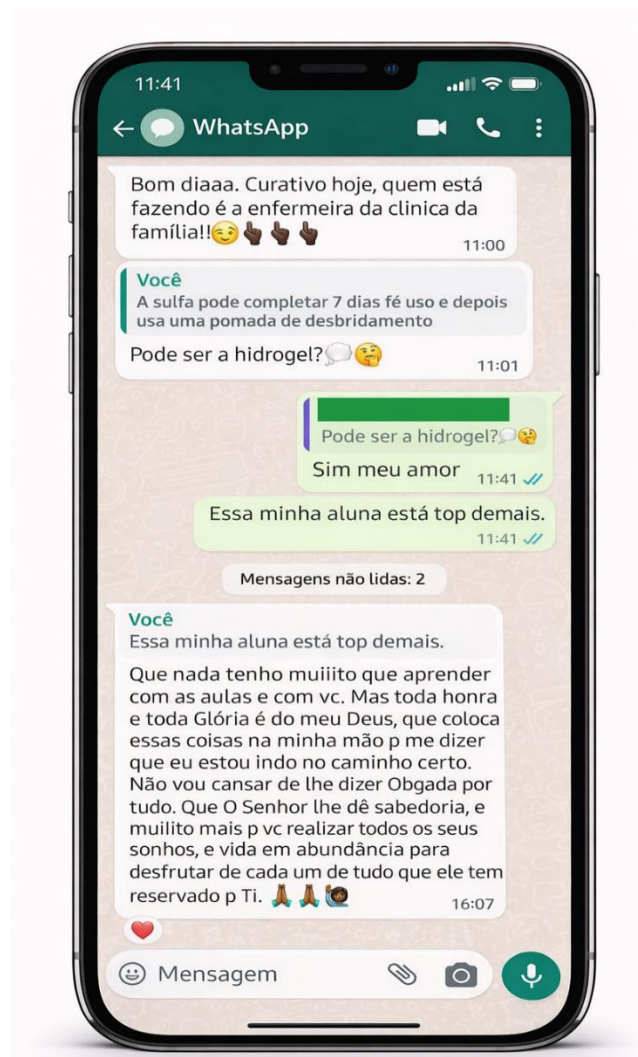 11:41
WhatsApp
Bom diaaa. Curativo hoje, quem está
fazendo é a enfermeira da clinica da
família!!😏👆🏿👆🏿👆🏿
11:00
Você
A sulfa pode completar 7 dias fé uso e depois
usa uma pomada de desbridamento
Pode ser a hidrogel?💭🤔
11:01
Pode ser a hidrogel?💭🤔
Sim meu amor 11:41
Essa minha aluna está top demais.
11:41
Mensagens não lidas: 2
Você
Essa minha aluna está top demais.
Que nada tenho muiiito que aprender
com as aulas e com vc. Mas toda honra
e toda Glória é do meu Deus, que coloca
essas coisas na minha mão p me dizer
que eu estou indo no caminho certo.
Não vou cansar de lhe dizer Obgada por
tudo. Que O Senhor lhe dê sabedoria, e
muiIito mais p vc realizar todos os seus
sonhos, e vida em abundância para
desfrutar de cada um de tudo que ele tem
reservado p Ti. 🙏🏾🙏🏾🙋🏿
16:07
Mensagem